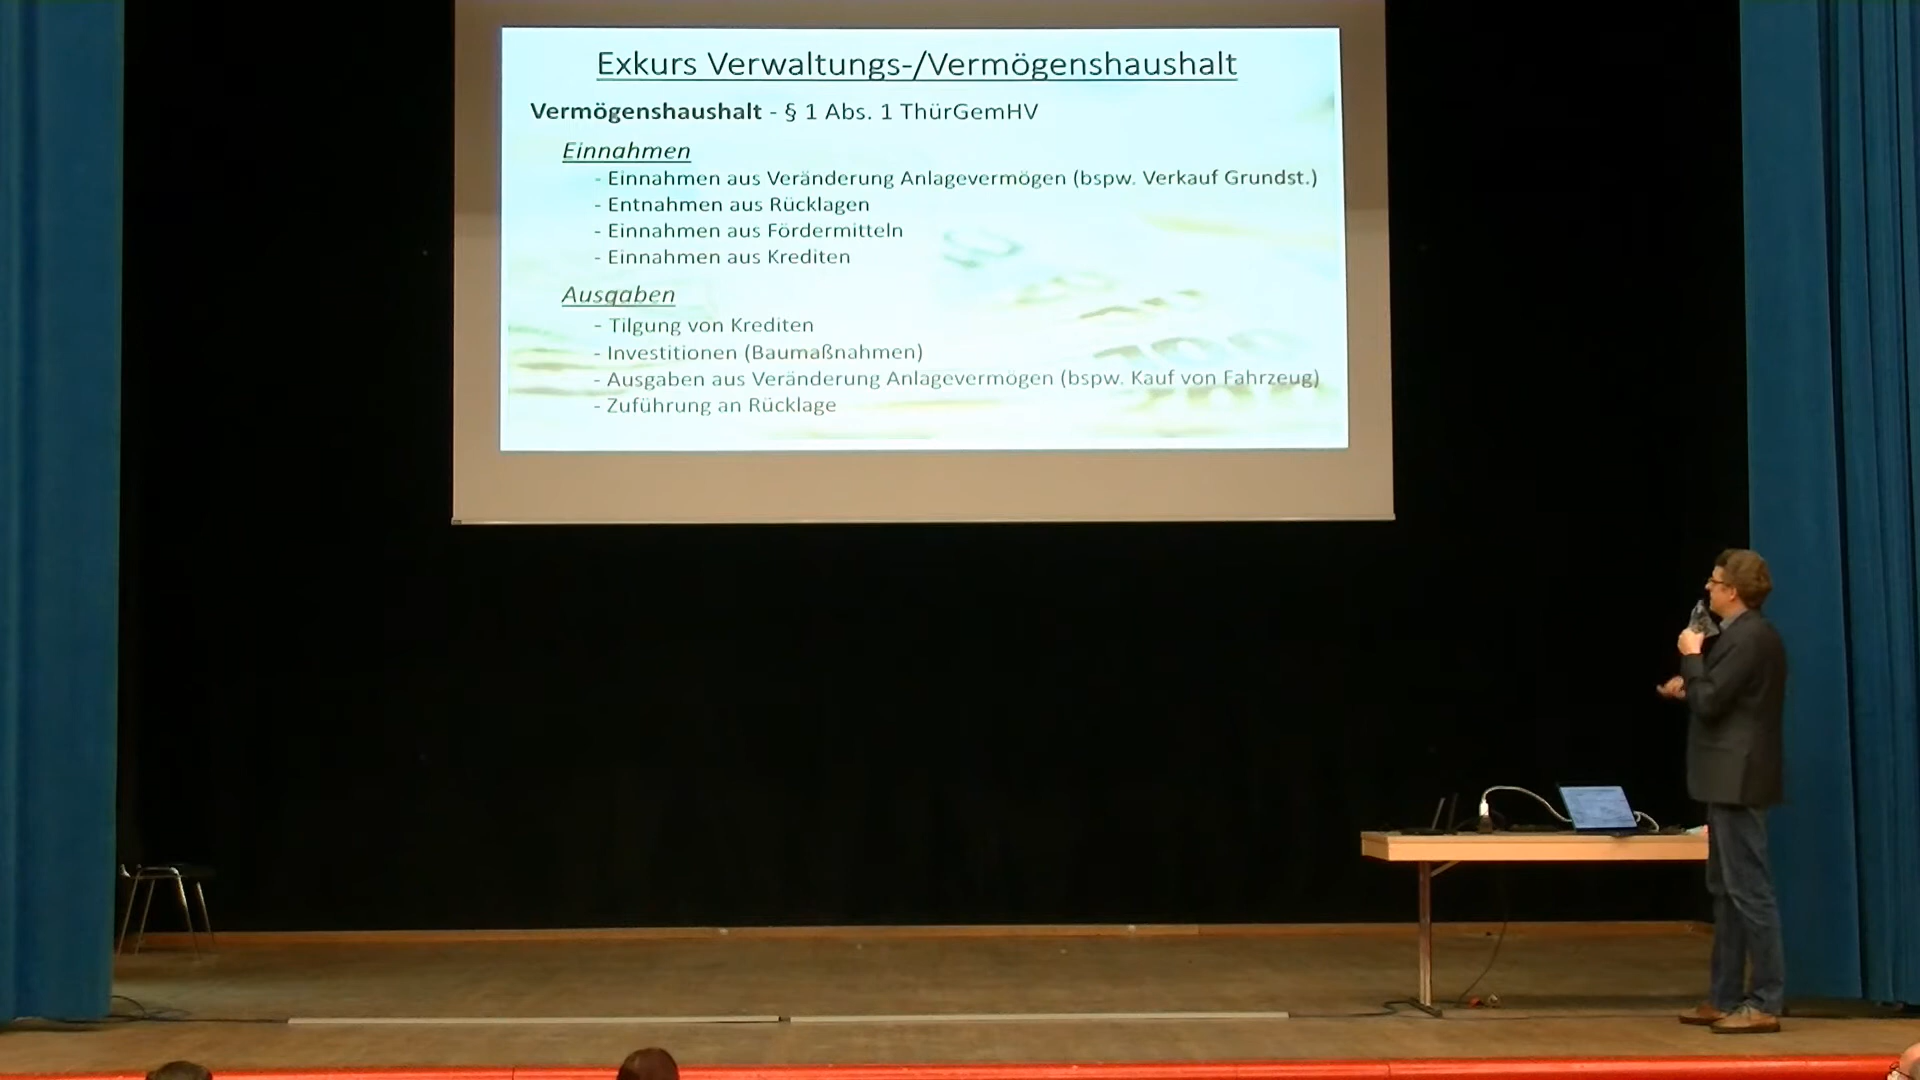 Exkurs Verwaltungs-/Vermögenshaushalt
Vermögenshaushalt - § 1 Abs. 1 ThürGemHV
Einnahmen
- Einnahmen aus Veränderung Anlagevermögen (bspw. Verkauf Grundst.)
- Entnahmen aus Rücklagen
- Einnahmen aus Fördermitteln
- Einnahmen aus Krediten
Ausgaben
- Tilgung von Krediten
- Investitionen (Baumaßnahmen)
- Ausgaben aus Veränderung Anlagevermögen (bspw. Kauf von Fahrzeug)
- Zuführung an Rücklage